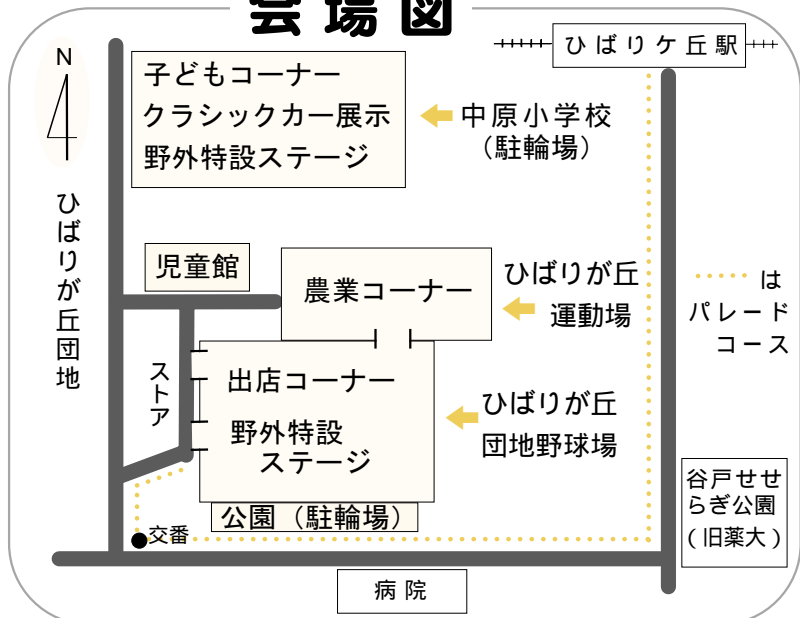 会場図
N
ひばりケ丘駅
子どもコーナー
クラシックカー展示
野外特設ステージ
中原小学校
（駐輪場）
ひばりが丘団地
児童館
農業コーナー
ひばりが丘
運動場
は
パレード
コース
ストア
出店コーナー
野外特設
ステージ
ひばりが丘
団地野球場
公園（駐輪場）
交番
谷戸せせ
らぎ公園
(旧薬大)
病院